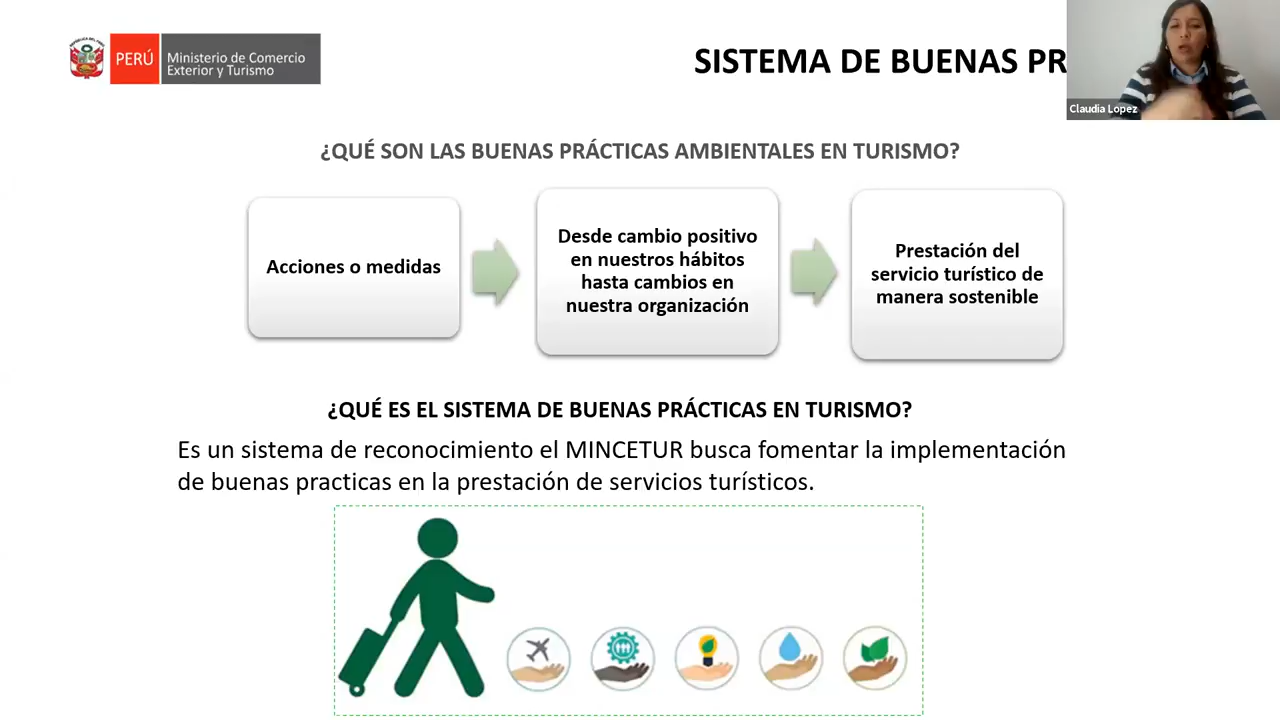 PERÚ
Ministerio de Comercio
Exterior y Turismo
SISTEMA DE BUENAS PR
Claudia Lopez
¿QUÉ SON LAS BUENAS PRÁCTICAS AMBIENTALES EN TURISMO?
Acciones o medidas
Desde cambio positivo
en nuestros hábitos
hasta cambios en
nuestra organización
Prestación del
servicio turístico de
manera sostenible
¿QUÉ ES EL SISTEMA DE BUENAS PRÁCTICAS EN TURISMO?
Es un sistema de reconocimiento el MINCETUR busca fomentar la implementación
de buenas practicas en la prestación de servicios turísticos.